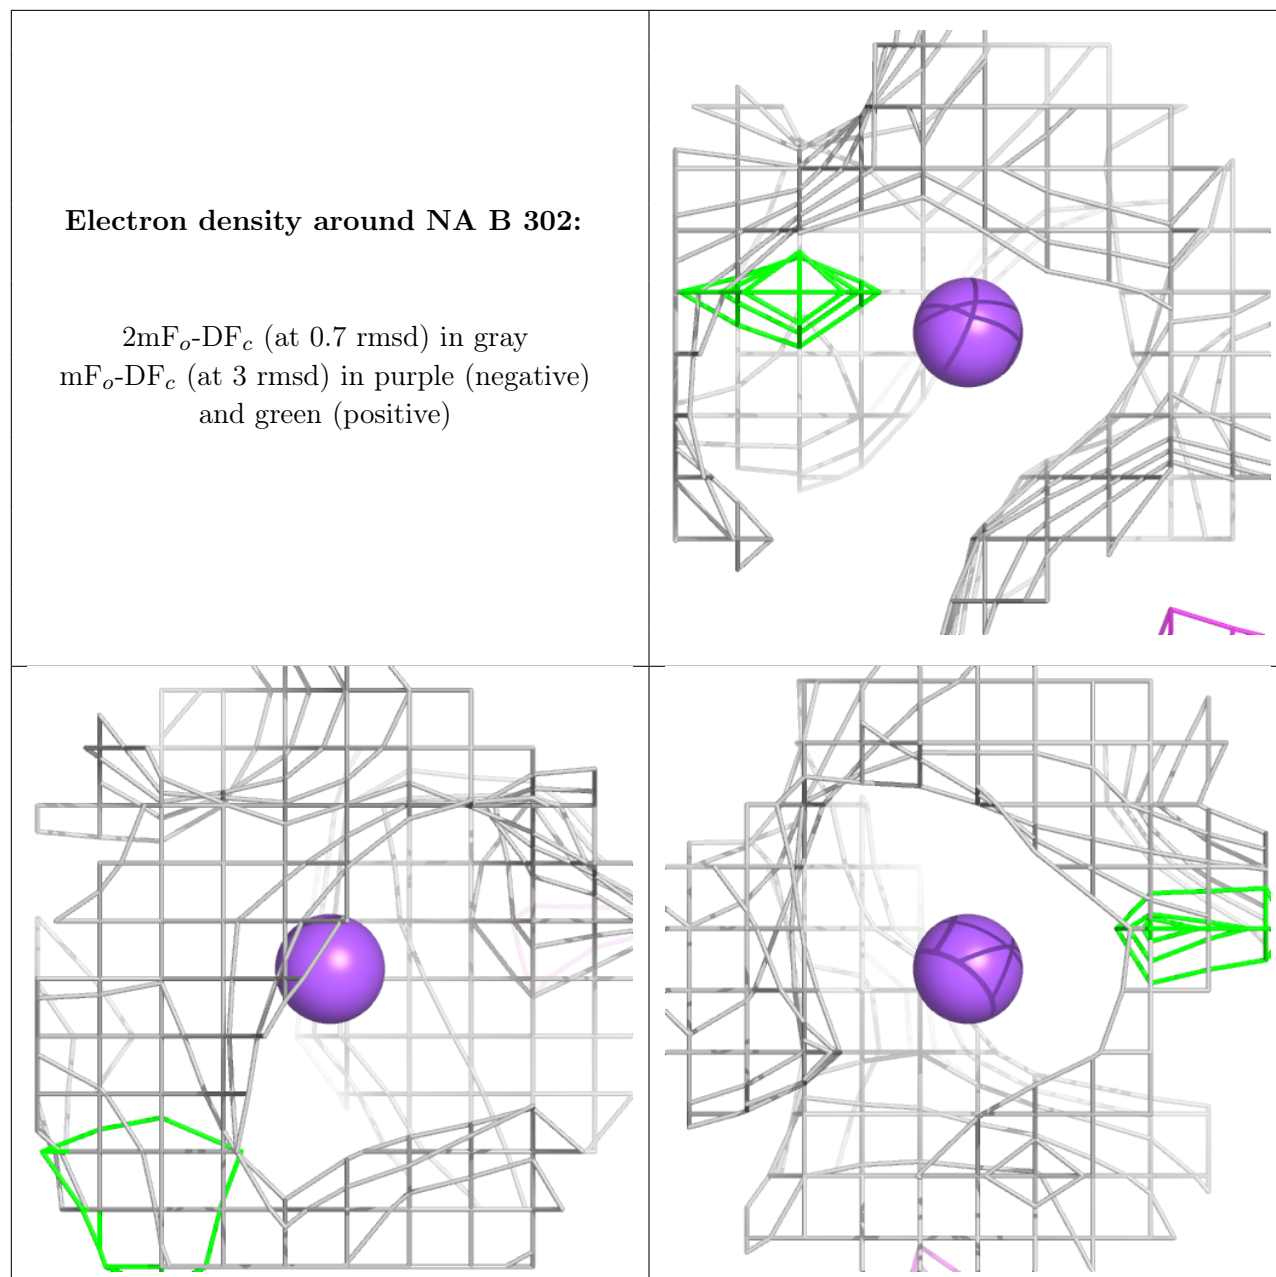 Electron density around NA B 302:
2mFₒ-DF𝒸 (at 0.7 rmsd) in gray
mFₒ-DF𝒸 (at 3 rmsd) in purple (negative)
and green (positive)